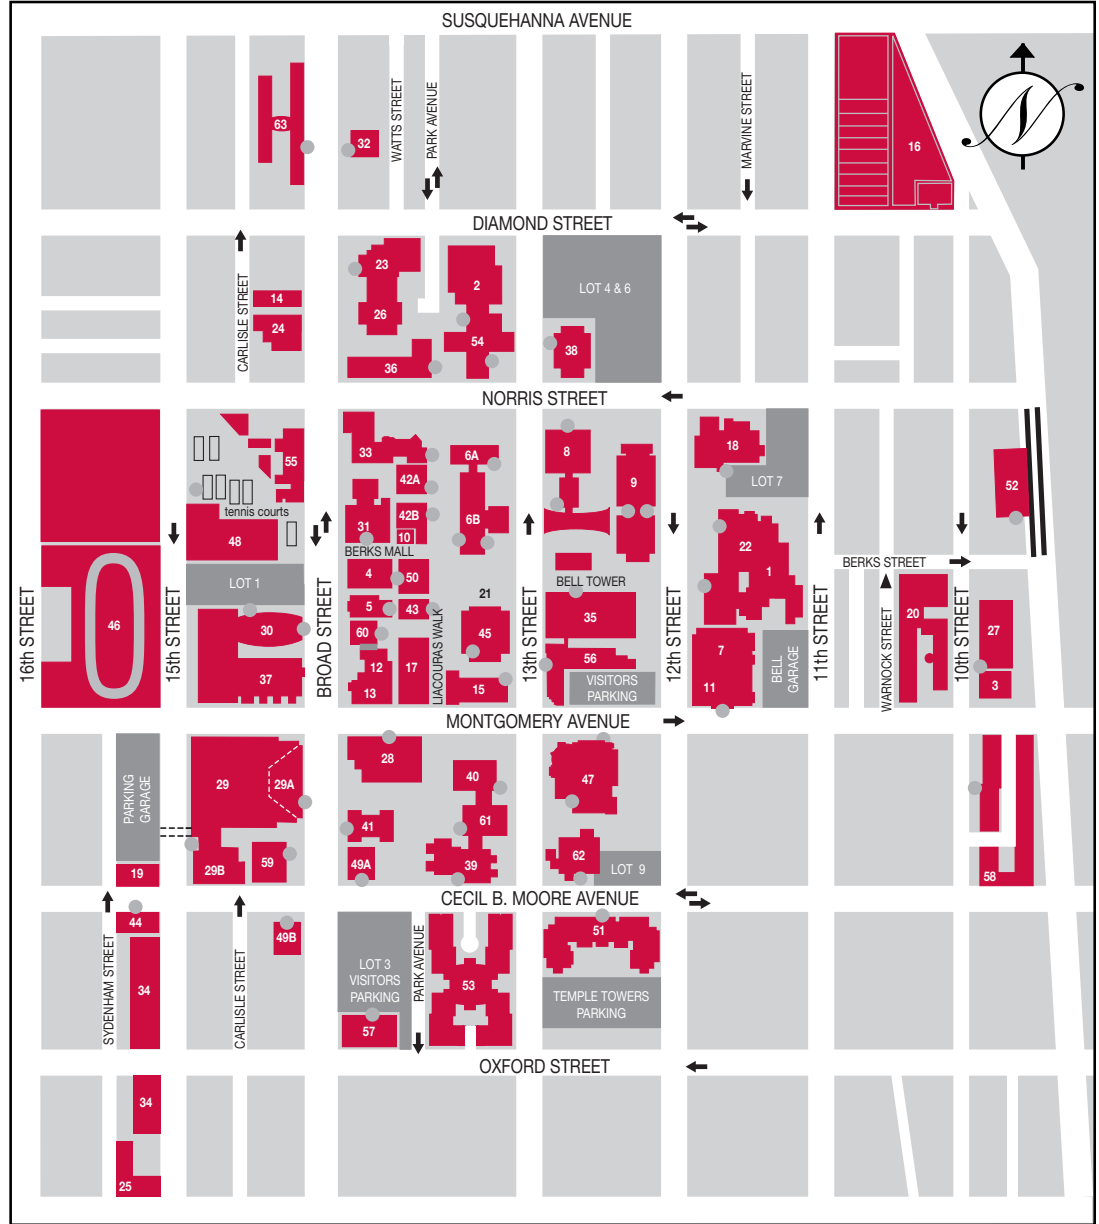 SUSQUEHANNA AVENUE
N
63
32
WATTS STREET
PARK AVENUE
MARVINE STREET
16
DIAMOND STREET
CARLISLE STREET
14
24
23
26
36
2
54
38
LOT 4 & 6
NORRIS STREET
16th STREET
46
15th STREET
55
tennis courts
48
LOT 1
30
37
BROAD STREET
33
42A
42B
10
31
BERKS MALL
4
50
5
43
60
12
13
17
LIACOURAS WALK
6A
6B
21
45
15
13th STREET
8
9
BELL TOWER
35
56
VISITORS
PARKING
12th STREET
18
LOT 7
22
1
7
11
BELL
GARAGE
11th STREET
BERKS STREET
WARNOCK STREET
20
10th STREET
52
27
3
MONTGOMERY AVENUE
PARKING
GARAGE
19
29
29A
29B
59
28
41
49A
40
61
39
47
62
LOT 9
58
CECIL B. MOORE AVENUE
SYDENHAM STREET
44
34
CARLISLE STREET
49B
LOT 3
VISITORS
PARKING
57
PARK AVENUE
53
51
TEMPLE TOWERS
PARKING
OXFORD STREET
34
25